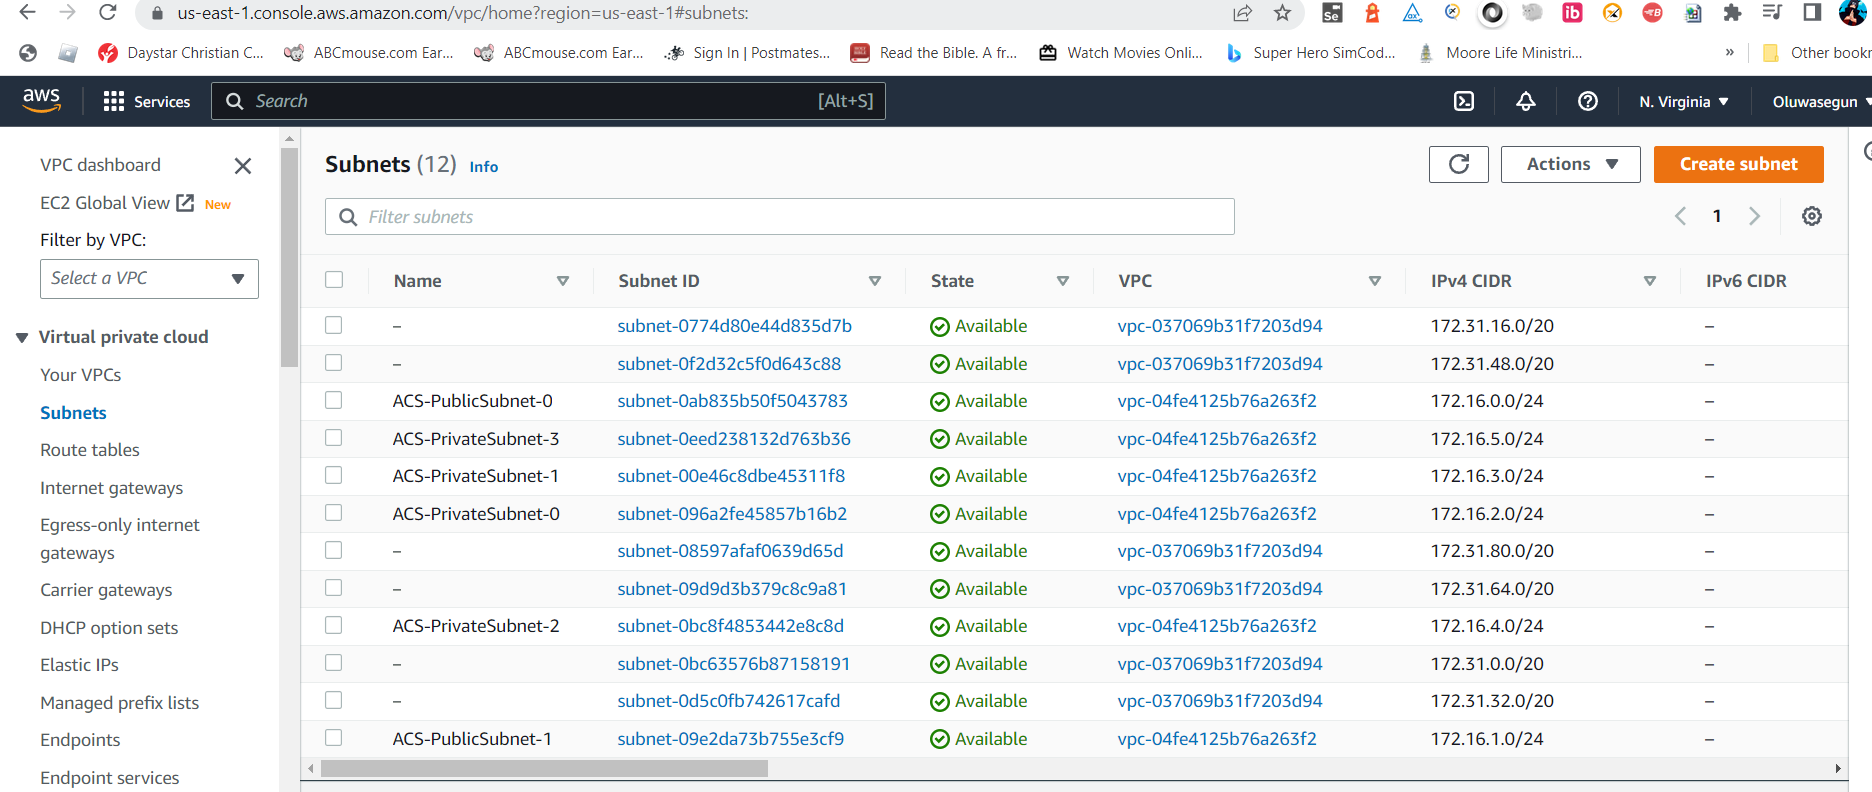 us-east-1.console.aws.amazon.com/vpc/home?region=us-east-1#subnets:
Daystar Christian C... ABCmouse.com Ear... ABCmouse.com Ear... Sign In | Postmates... Read the Bible. A fr... Watch Movies Onli... Super Hero SimCod... Moore Life Ministri... » Other bookr
aws Services Search [Alt+S] N. Virginia Oluwasegun
VPC dashboard
EC2 Global View New
Filter by VPC:
Select a VPC
Virtual private cloud
Your VPCs
Subnets
Route tables
Internet gateways
Egress-only internet
gateways
Carrier gateways
DHCP option sets
Elastic IPs
Managed prefix lists
Endpoints
Endpoint services
Subnets (12) Info Actions Create subnet
Filter subnets 1
Name Subnet ID State VPC IPv4 CIDR IPv6 CIDR
– subnet-0774d80e44d835d7b Available vpc-037069b31f7203d94 172.31.16.0/20 –
– subnet-0f2d32c5f0d643c88 Available vpc-037069b31f7203d94 172.31.48.0/20 –
ACS-PublicSubnet-0 subnet-0ab835b50f5043783 Available vpc-04fe4125b76a263f2 172.16.0.0/24 –
ACS-PrivateSubnet-3 subnet-0eed238132d763b36 Available vpc-04fe4125b76a263f2 172.16.5.0/24 –
ACS-PrivateSubnet-1 subnet-00e46c8dbe45311f8 Available vpc-04fe4125b76a263f2 172.16.3.0/24 –
ACS-PrivateSubnet-0 subnet-096a2fe45857b16b2 Available vpc-04fe4125b76a263f2 172.16.2.0/24 –
– subnet-08597afaf0639d65d Available vpc-037069b31f7203d94 172.31.80.0/20 –
– subnet-09d9d3b379c8c9a81 Available vpc-037069b31f7203d94 172.31.64.0/20 –
ACS-PrivateSubnet-2 subnet-0bc8f4853442e8c8d Available vpc-04fe4125b76a263f2 172.16.4.0/24 –
– subnet-0bc63576b87158191 Available vpc-037069b31f7203d94 172.31.0.0/20 –
– subnet-0d5c0fb742617cafd Available vpc-037069b31f7203d94 172.31.32.0/20 –
ACS-PublicSubnet-1 subnet-09e2da73b755e3cf9 Available vpc-04fe4125b76a263f2 172.16.1.0/24 –